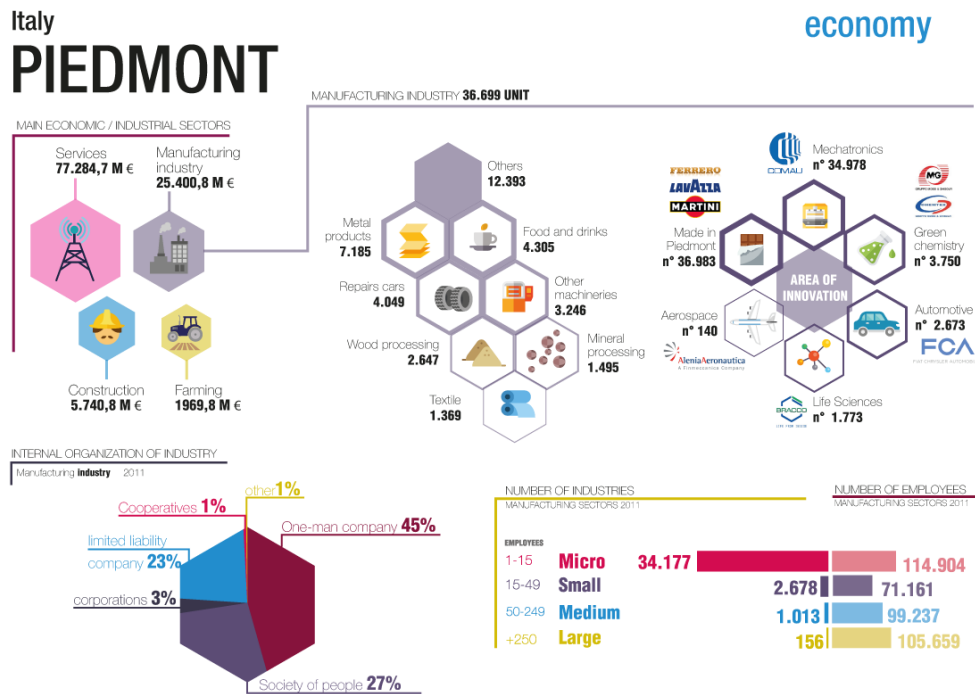 Italy
PIEDMONT
economy
MANUFACTURING INDUSTRY 36.699 UNIT
MAIN ECONOMIC / INDUSTRIAL SECTORS
Services
77.284,7 M €
Manufacturing
industry
25.400,8 M €
Construction
5.740,8 M €
Farming
1969,8 M €
Others
12.393
Metal
products
7.185
Food and drinks
4.305
Repairs cars
4.049
Other
machineries
3.246
Wood processing
2.647
Mineral
processing
1.495
Textile
1.369
FERRERO
LAVAZZA
MARTINI
COMAU
Mechatronics
n° 34.978
M&G
Made in
Piedmont
n° 36.983
Green
chemistry
n° 3.750
AREA OF
INNOVATION
Aerospace
n° 140
AleniaAeronautica
A Finmeccanica Company
Automotive
n° 2.673
FCA
FIAT CHRYSLER AUTOMOBILES
BRACCO
Life Sciences
n° 1.773
INTERNAL ORGANIZATION OF INDUSTRY
Manufacturing industry 2011
other 1%
Cooperatives 1%
One-man company 45%
limited liability
company 23%
corporations 3%
Society of people 27%
NUMBER OF INDUSTRIES
MANUFACTURING SECTORS 2011
NUMBER OF EMPLOYEES
MANUFACTURING SECTORS 2011
EMPLOYEES
1-15 Micro 34.177 114.904
15-49 Small 2.678 71.161
50-249 Medium 1.013 99.237
+250 Large 156 105.659